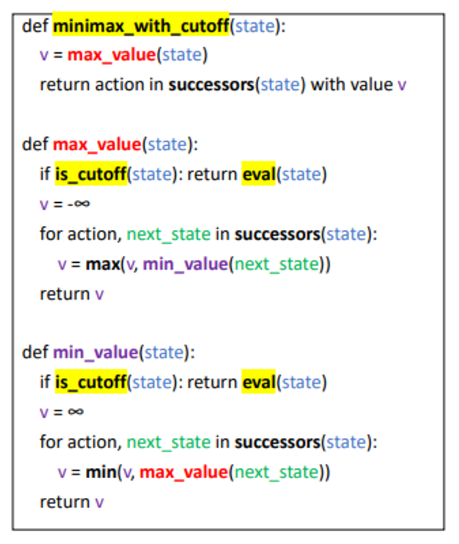 def minimax_with_cutoff(state):
v = max_value(state)
return action in successors(state) with value v
def max_value(state):
if is_cutoff(state): return eval(state)
v = -∞
for action, next_state in successors(state):
v = max(v, min_value(next_state))
return v
def min_value(state):
if is_cutoff(state): return eval(state)
v = ∞
for action, next_state in successors(state):
v = min(v, max_value(next_state))
return v